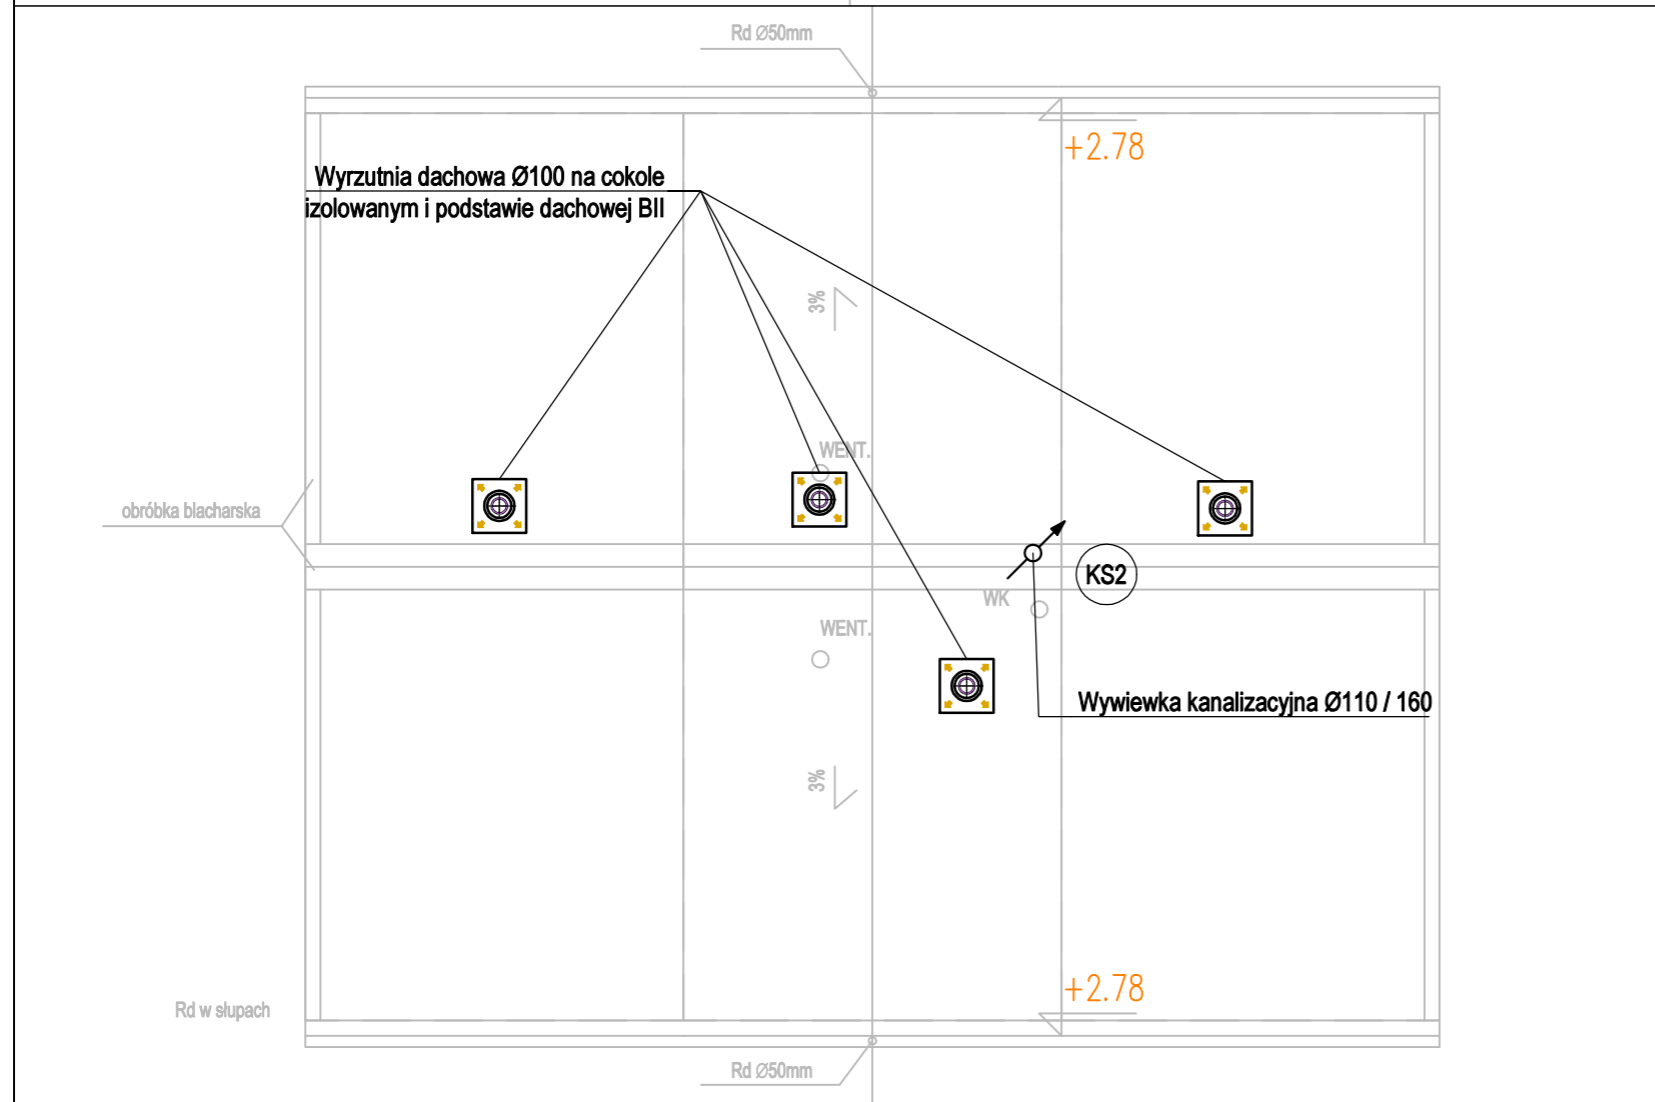 Rd Ø50mm
+2.78
Wyrzutnia dachowa Ø100 na cokole
izolowanym i podstawie dachowej BII
3%
WENT.
obróbka blacharska
KS2
WK
WENT.
Wywiewka kanalizacyjna Ø110 / 160
3%
+2.78
Rd w słupach
Rd Ø50mm